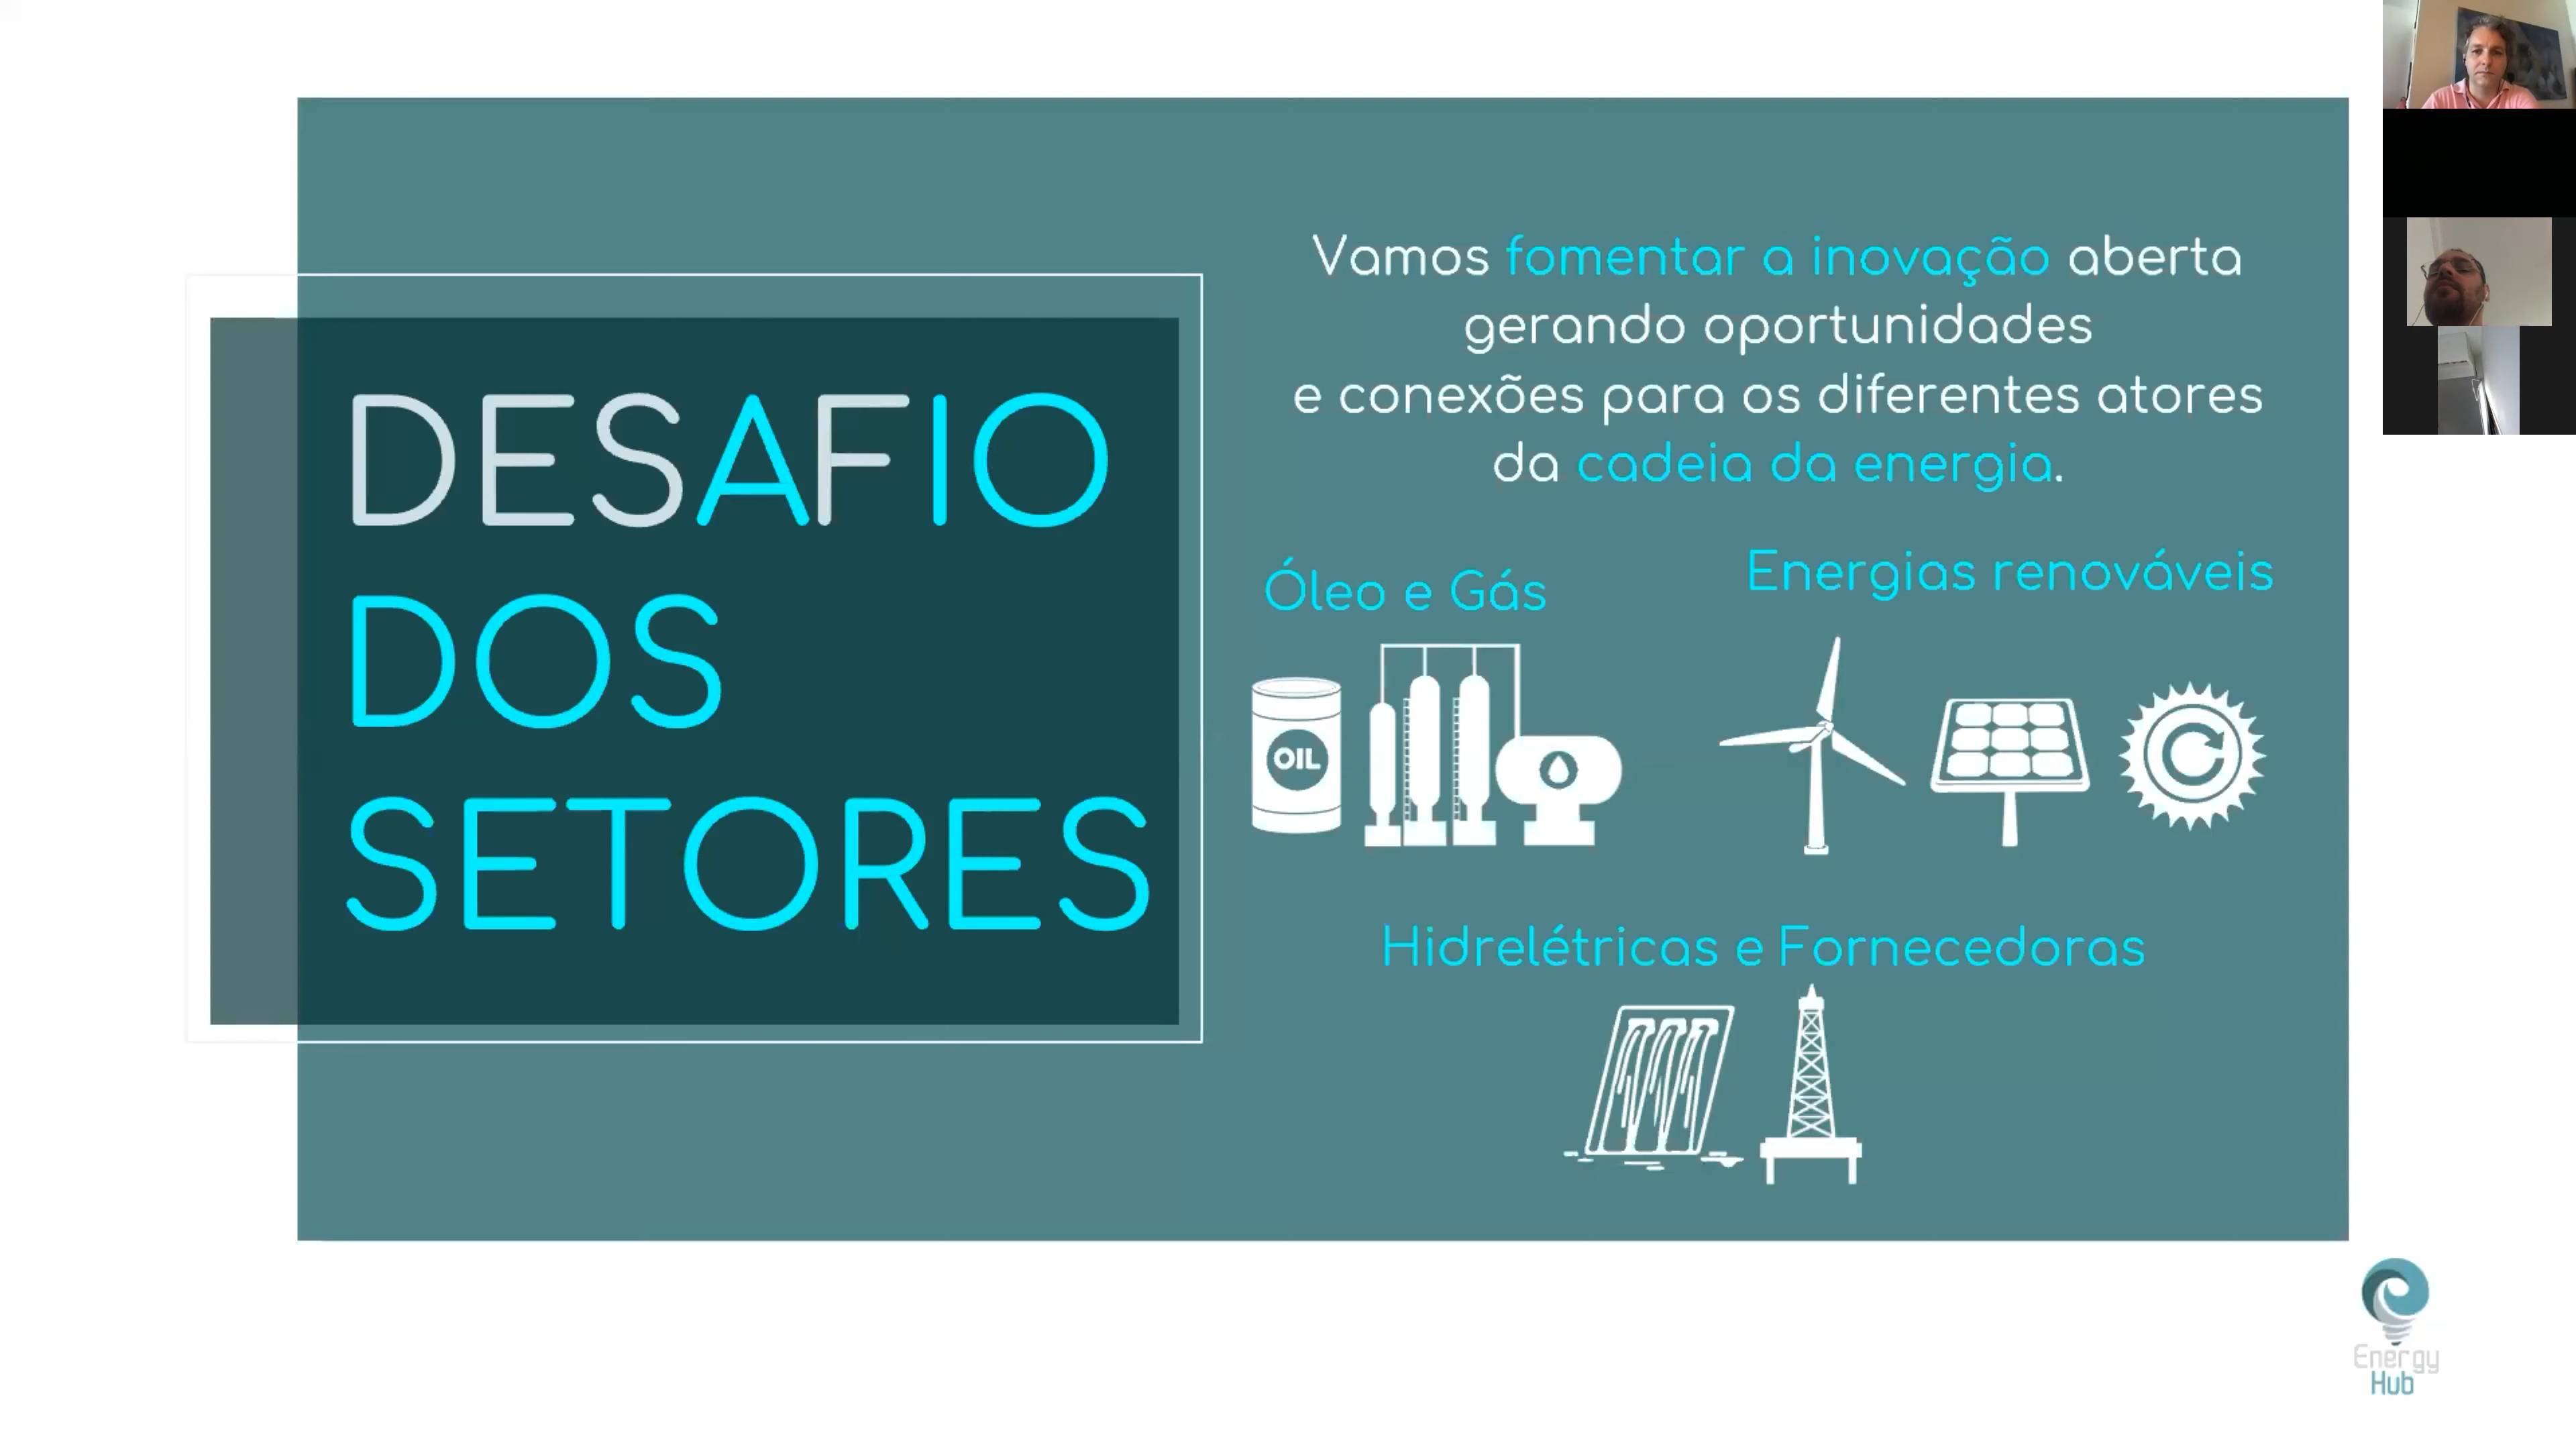 DESAFIO
DOS
SETORES
Vamos fomentar a inovação aberta
gerando oportunidades
e conexões para os diferentes atores
da cadeia da energia.
Óleo e Gás
Energias renováveis
OIL
Hidrelétricas e Fornecedoras
Energy
Hub